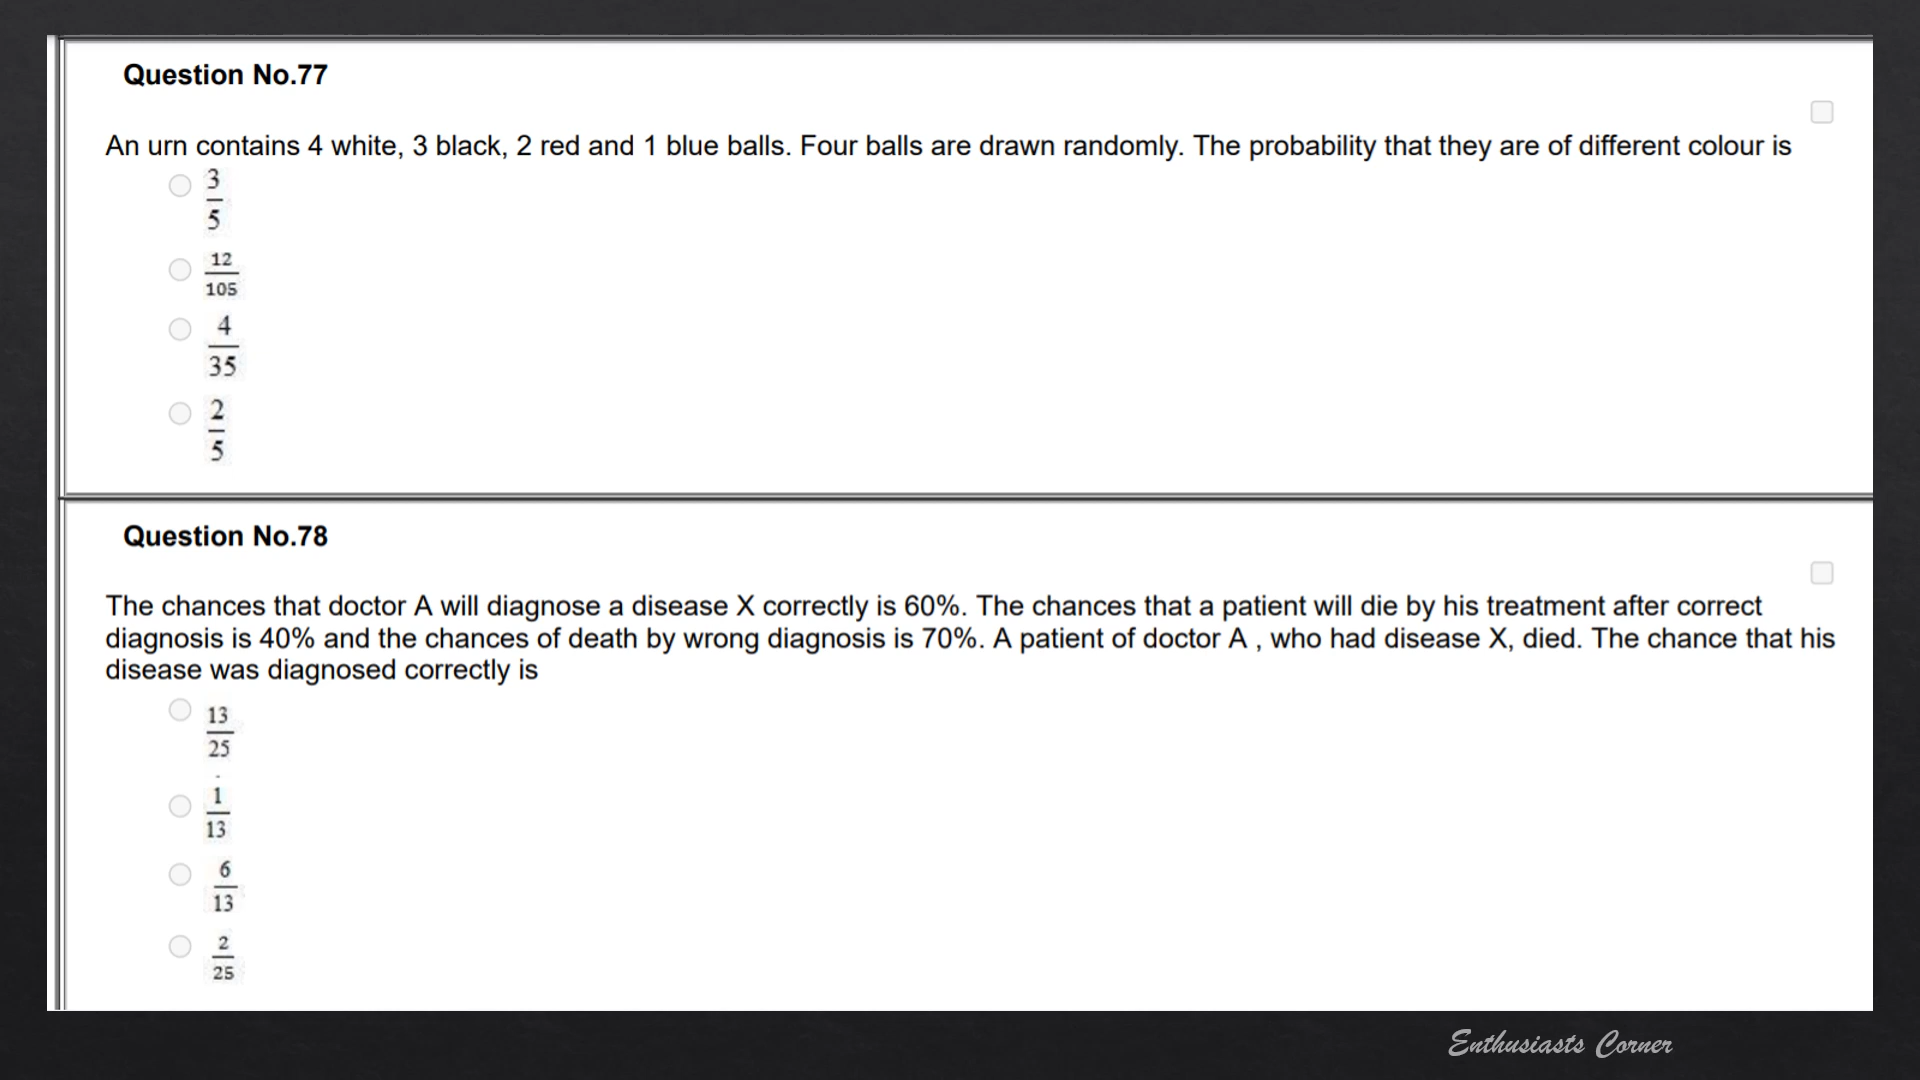 Question No.77
An urn contains 4 white, 3 black, 2 red and 1 blue balls. Four balls are drawn randomly. The probability that they are of different colour is
3
5
12
105
4
35
2
5
Question No.78
The chances that doctor A will diagnose a disease X correctly is 60%. The chances that a patient will die by his treatment after correct
diagnosis is 40% and the chances of death by wrong diagnosis is 70%. A patient of doctor A , who had disease X, died. The chance that his
disease was diagnosed correctly is
13
25
1
13
6
13
2
25
Enthusiasts Corner